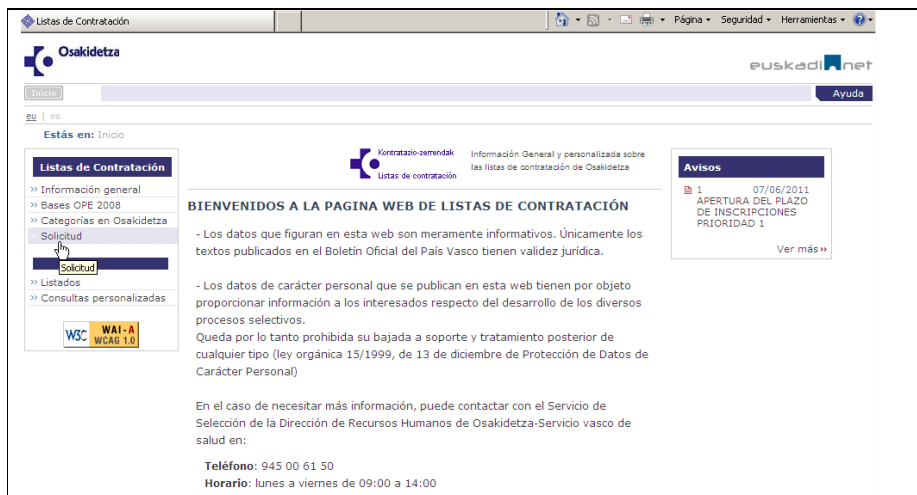 Listas de Contratación
Página
Seguridad
Herramientas
Osakidetza
euskadi net
Inicio
Ayuda
eu | es
Estás en: Inicio
Listas de Contratación
» Información general
» Bases OPE 2008
» Categorías en Osakidetza
Solicitud
Solicitud
» Listados
» Consultas personalizadas
W3C WAI-A
WCAG 1.0
Kontratazio-zerrendak
Listas de contratación
Información General y personalizada sobre
las listas de contratación de Osakidetza
BIENVENIDOS A LA PAGINA WEB DE LISTAS DE CONTRATACIÓN
- Los datos que figuran en esta web son meramente informativos. Únicamente los
textos publicados en el Boletín Oficial del País Vasco tienen validez jurídica.
- Los datos de carácter personal que se publican en esta web tienen por objeto
proporcionar información a los interesados respecto del desarrollo de los diversos
procesos selectivos.
Queda por lo tanto prohibida su bajada a soporte y tratamiento posterior de
cualquier tipo (ley orgánica 15/1999, de 13 de diciembre de Protección de Datos de
Carácter Personal)
En el caso de necesitar más información, puede contactar con el Servicio de
Selección de la Dirección de Recursos Humanos de Osakidetza-Servicio vasco de
salud en:
Teléfono: 945 00 61 50
Horario: lunes a viernes de 09:00 a 14:00
Avisos
1 07/06/2011
APERTURA DEL PLAZO
DE INSCRIPCIONES
PRIORIDAD 1
Ver más »